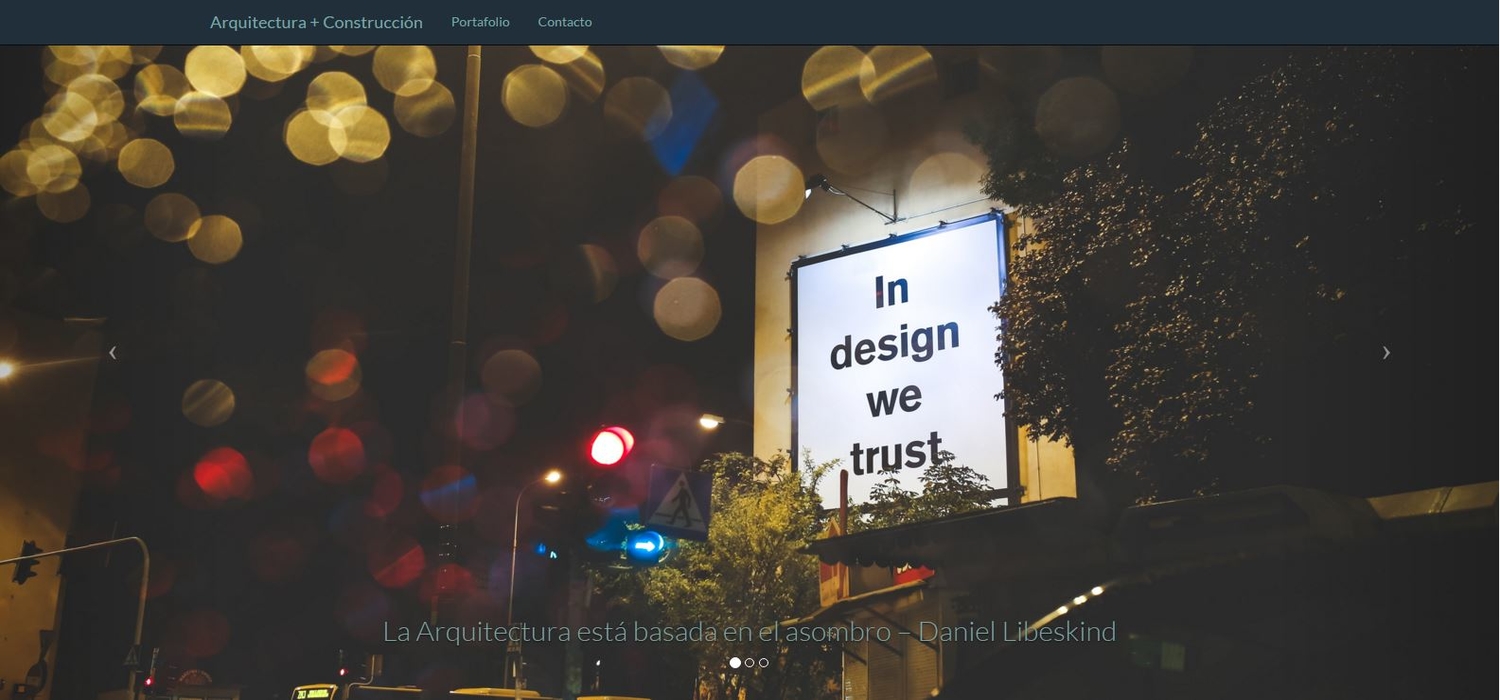 Arquitectura + Construcción Portafolio Contacto
In
design
we
trust
La Arquitectura está basada en el asombro – Daniel Libeskind